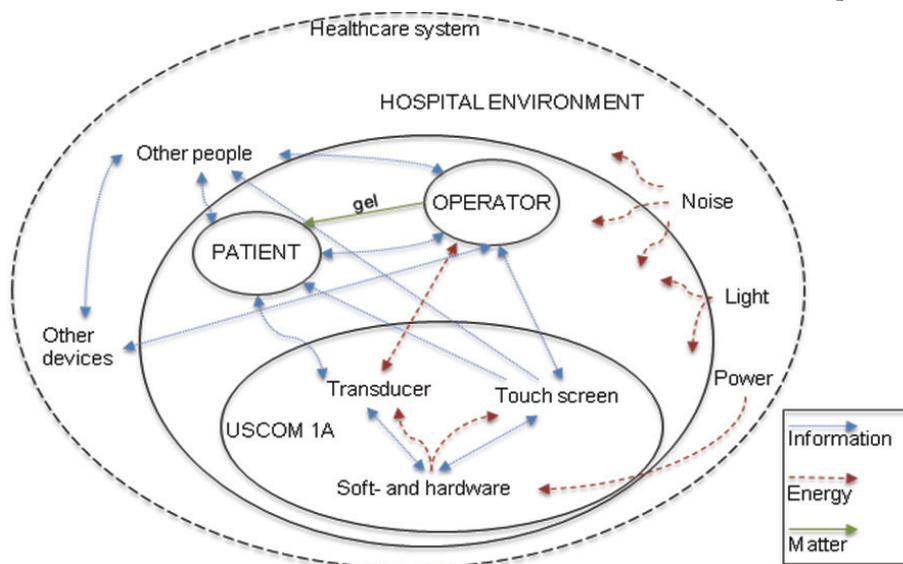 Healthcare system
HOSPITAL ENVIRONMENT
Other people
OPERATOR
gel
Noise
PATIENT
Light
Other
devices
Power
Transducer
Touch screen
USCOM 1A
Soft- and hardware
Information
Energy
Matter